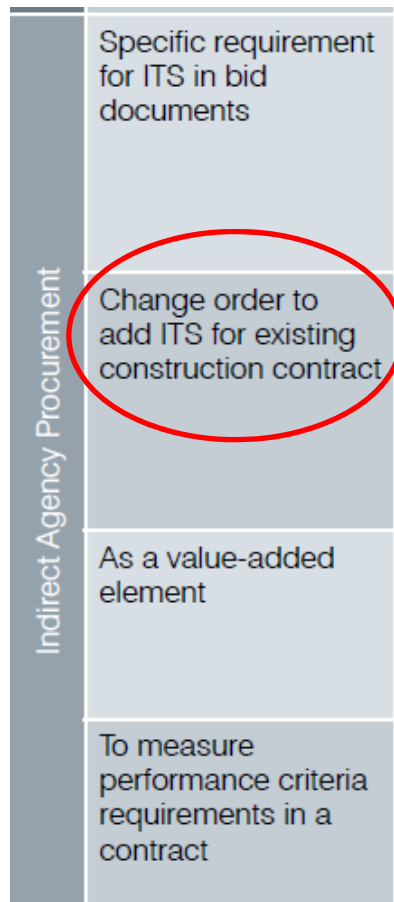 Indirect Agency Procurement
Specific requirement
for ITS in bid
documents
Change order to
add ITS for existing
construction contract
As a value-added
element
To measure
performance criteria
requirements in a
contract